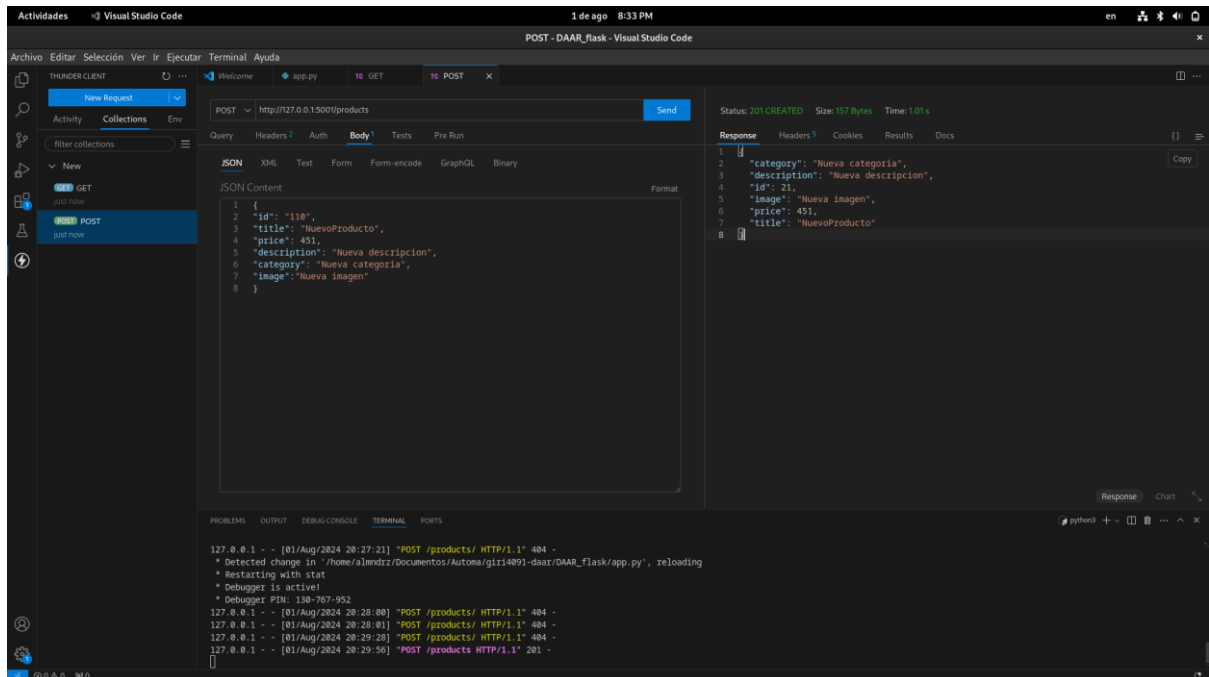 Actividades Visual Studio Code 1 de ago 8:33 PM en
POST - DAAR_flask - Visual Studio Code
Archivo Editar Selección Ver Ir Ejecutar Terminal Ayuda
THUNDER CLIENT
New Request
Activity Collections Env
filter collections
New
GET GET
just now
POST POST
just now
Welcome app.py TC GET TC POST
POST http://127.0.0.1:5001/products Send
Query Headers 2 Auth Body 1 Tests Pre Run
JSON XML Text Form Form-encode GraphQL Binary
JSON Content Format
1 {
2 "id": "110",
3 "title": "NuevoProducto",
4 "price": 451,
5 "description": "Nueva descripcion",
6 "category": "Nueva categoria",
7 "image":"Nueva imagen"
8 }
Status: 201 CREATED Size: 157 Bytes Time: 1.01 s
Response Headers 5 Cookies Results Docs {}
Copy
1 {
2 "category": "Nueva categoria",
3 "description": "Nueva descripcion",
4 "id": 21,
5 "image": "Nueva imagen",
6 "price": 451,
7 "title": "NuevoProducto"
8 }
Response Chart
PROBLEMS OUTPUT DEBUG CONSOLE TERMINAL PORTS python3
127.0.0.1 - - [01/Aug/2024 20:27:21] "POST /products/ HTTP/1.1" 404 -
* Detected change in '/home/almndrz/Documentos/Automa/giri4091-daar/DAAR_flask/app.py', reloading
* Restarting with stat
* Debugger is active!
* Debugger PIN: 130-767-952
127.0.0.1 - - [01/Aug/2024 20:28:00] "POST /products/ HTTP/1.1" 404 -
127.0.0.1 - - [01/Aug/2024 20:28:01] "POST /products/ HTTP/1.1" 404 -
127.0.0.1 - - [01/Aug/2024 20:29:28] "POST /products/ HTTP/1.1" 404 -
127.0.0.1 - - [01/Aug/2024 20:29:56] "POST /products HTTP/1.1" 201 -
0 0 0